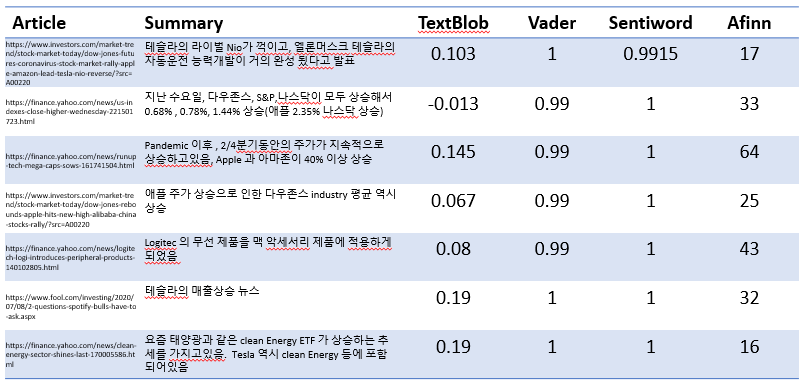 Article Summary TextBlob Vader Sentiword Afinn
https://www.investors.com/market-tre
nd/stock-market-today/dow-jones-futu
res-coronavirus-stock-market-rally-appl
e-amazon-lead-tesla-nio-reverse/?src=
A00220
테슬라의 라이벌 Nio가 꺽이고, 엘론머스크 테슬라의
자동운전 능력개발이 거의 완성 됬다고 발표
0.103 1 0.9915 17
https://finance.yahoo.com/news/us-in
dexes-close-higher-wednesday-221501
723.html
지난 수요일, 다우존스, S&P,나스닥이 모두 상승해서
0.68% , 0.78%, 1.44% 상승(애플 2.35% 나스닥 상승)
-0.013 0.99 1 33
https://finance.yahoo.com/news/runup
-tech-mega-caps-sows-161741504.html
Pandemic 이후 , 2/4분기동안의 주가가 지속적으로
상승하고있음, Apple 과 아마존이 40% 이상 상승
0.145 0.99 1 64
https://www.investors.com/market-tre
nd/stock-market-today/dow-jones-rebo
unds-apple-hits-new-high-alibaba-china
-stocks-rally/?src=A00220
애플 주가 상승으로 인한 다우존스 industry 평균 역시
상승
0.067 0.99 1 25
https://finance.yahoo.com/news/logite
ch-logi-introduces-peripheral-products-
140102805.html
Logitec 의 무선 제품을 맥 악세서리 제품에 적용하게
되었음
0.08 0.99 1 43
https://www.fool.com/investing/2020/
07/08/2-questions-spotify-bulls-have-to
-ask.aspx
테슬라의 매출상승 뉴스
0.19 1 1 32
https://finance.yahoo.com/news/clean-
energy-sector-shines-last-170005586.ht
ml
요즘 태양광과 같은 clean Energy ETF 가 상승하는 추
세를 가지고있음. Tesla 역시 clean Energy 등에 포함
되어있음
0.19 1 1 16